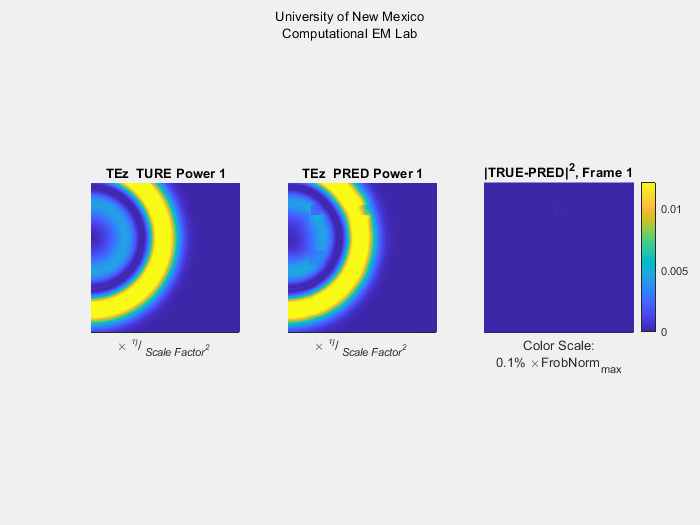 University of New Mexico
Computational EM Lab
TEz TURE Power 1
TEz PRED Power 1
|TRUE-PRED|², Frame 1
0.01
0.005
0
× η/ Scale Factor²
× η/ Scale Factor²
Color Scale:
0.1% ×FrobNormmax